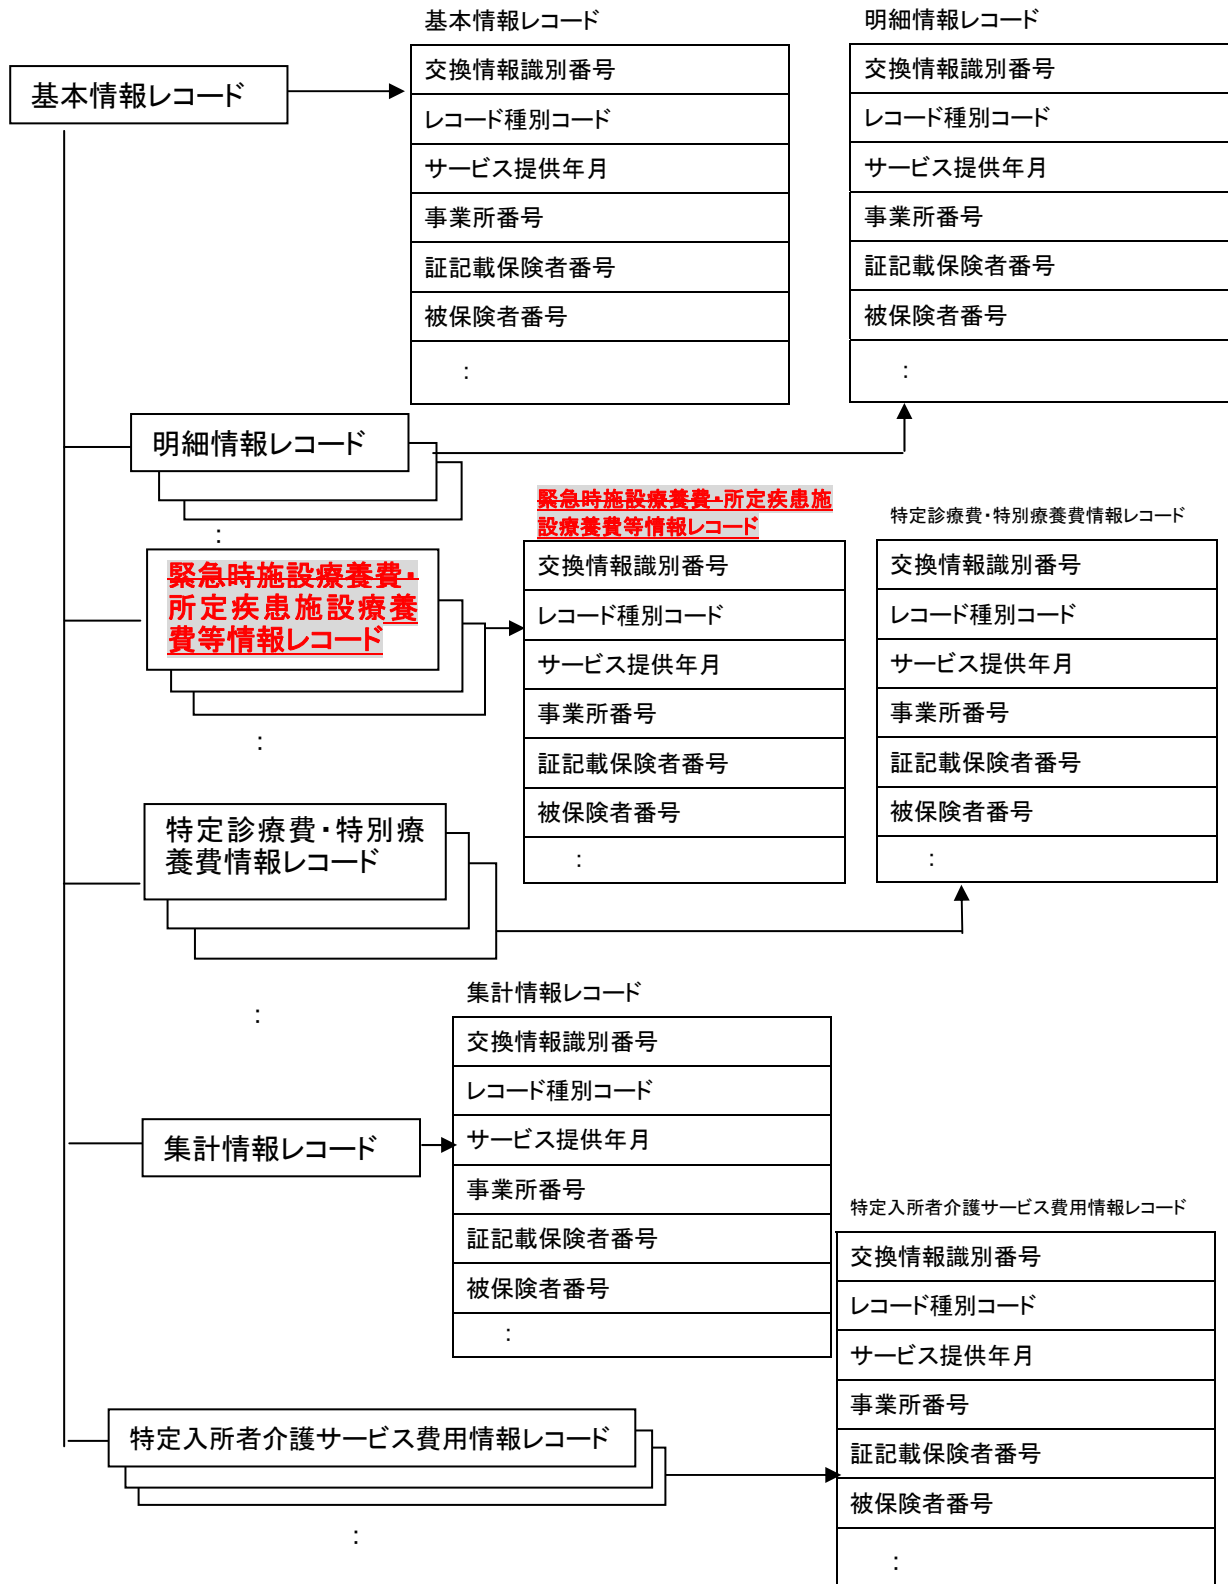 基本情報レコード
基本情報レコード
交換情報識別番号
レコード種別コード
サービス提供年月
事業所番号
証記載保険者番号
被保険者番号
:
明細情報レコード
交換情報識別番号
レコード種別コード
サービス提供年月
事業所番号
証記載保険者番号
被保険者番号
:
明細情報レコード
:
緊急時施設療養費・
所定疾患施設療養
費等情報レコード
:
緊急時施設療養費・所定疾患施
設療養費等情報レコード
交換情報識別番号
レコード種別コード
サービス提供年月
事業所番号
証記載保険者番号
被保険者番号
:
特定診療費・特別療養費情報レコード
交換情報識別番号
レコード種別コード
サービス提供年月
事業所番号
証記載保険者番号
被保険者番号
:
特定診療費・特別療
養費情報レコード
:
集計情報レコード
集計情報レコード
交換情報識別番号
レコード種別コード
サービス提供年月
事業所番号
証記載保険者番号
被保険者番号
:
特定入所者介護サービス費用情報レコード
:
特定入所者介護サービス費用情報レコード
交換情報識別番号
レコード種別コード
サービス提供年月
事業所番号
証記載保険者番号
被保険者番号
: